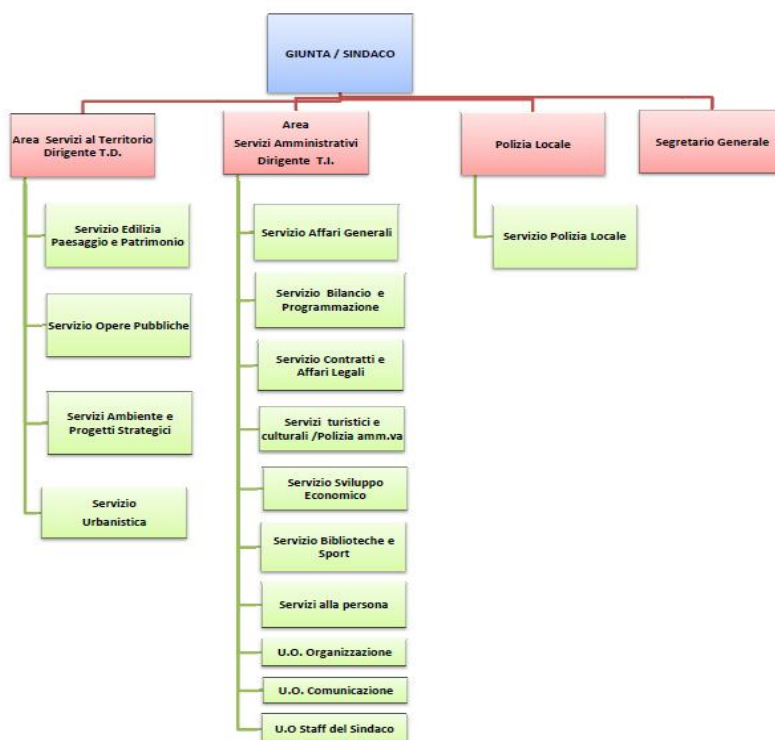 GIUNTA / SINDACO
Area Servizi al Territorio
Dirigente T.D.
Area
Servizi Amministrativi
Dirigente T.I.
Polizia Locale
Segretario Generale
Servizio Edilizia
Paesaggio e Patrimonio
Servizio Opere Pubbliche
Servizi Ambiente e
Progetti Strategici
Servizio
Urbanistica
Servizio Affari Generali
Servizio Bilancio e
Programmazione
Servizio Contratti e
Affari Legali
Servizi turistici e
culturali /Polizia amm.va
Servizio Sviluppo
Economico
Servizio Biblioteche e
Sport
Servizi alla persona
U.O. Organizzazione
U.O. Comunicazione
U.O Staff del Sindaco
Servizio Polizia Locale